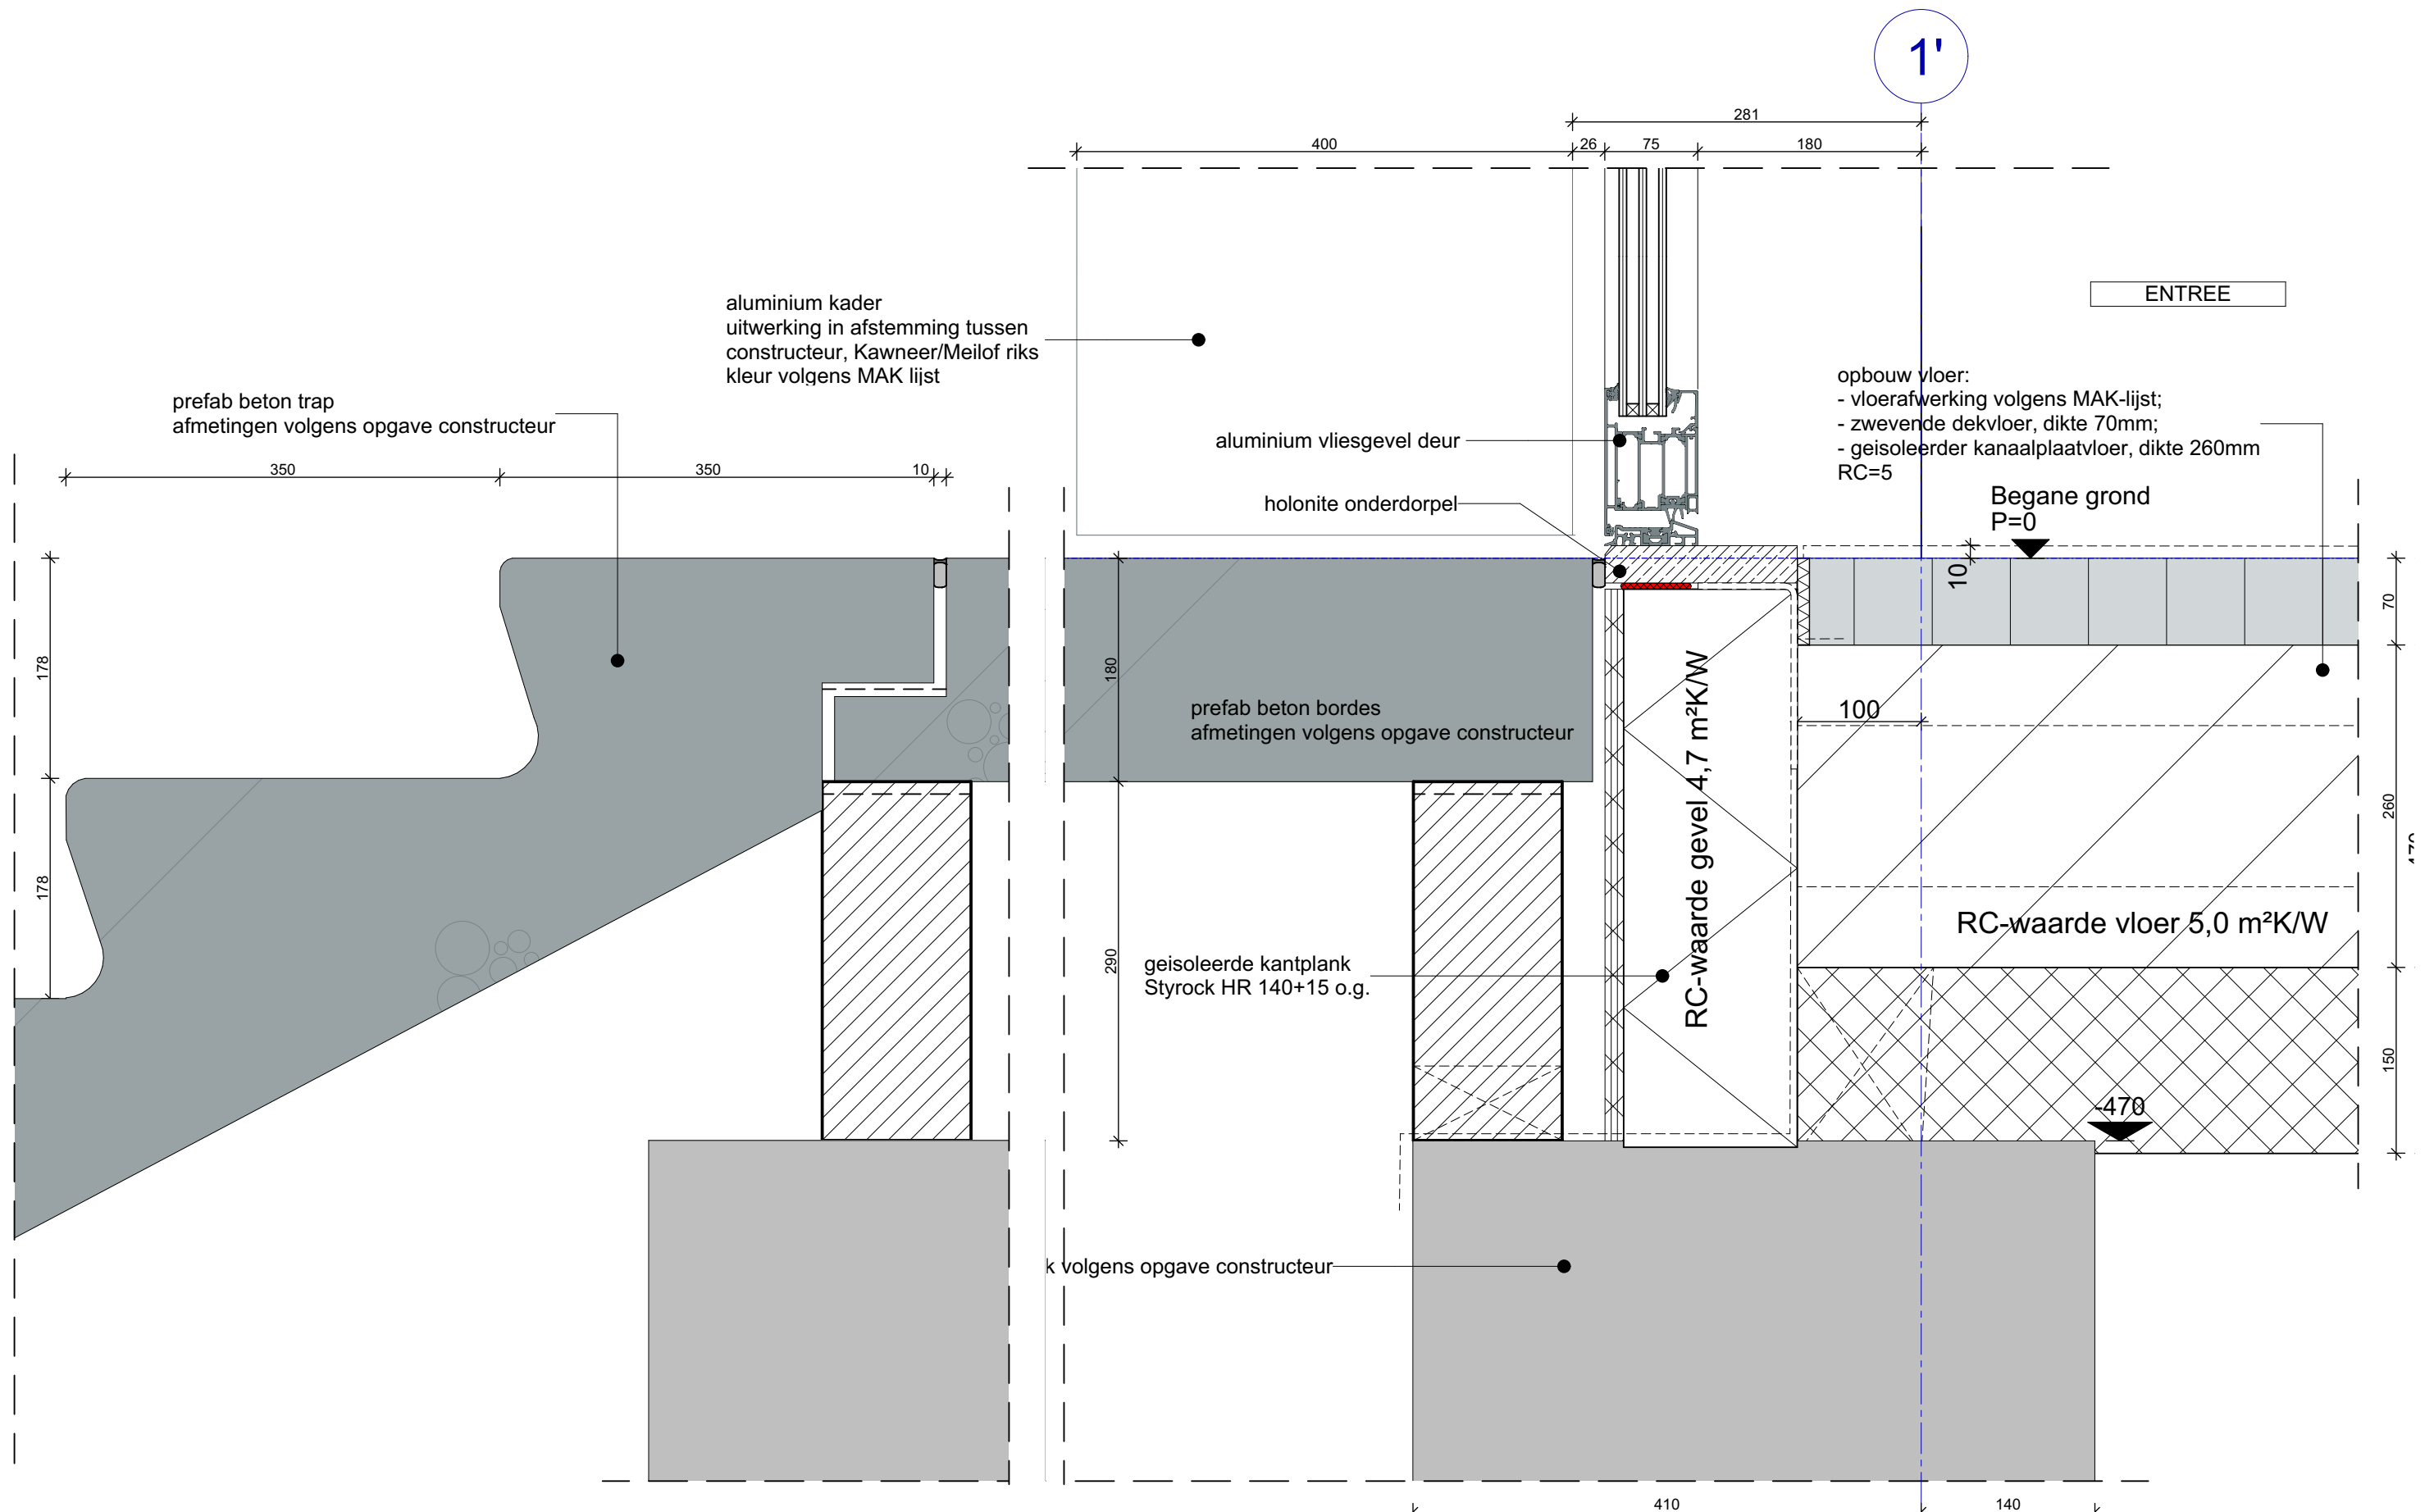 1'
281
400
26
75
180
ENTREE
aluminium kader
uitwerking in afstemming tussen
constructeur, Kawneer/Meilof riks
kleur volgens MAK lijst
opbouw vloer:
- vloerafwerking volgens MAK-lijst;
- zwevende dekvloer, dikte 70mm;
- geisoleerder kanaalplaatvloer, dikte 260mm
RC=5
prefab beton trap
afmetingen volgens opgave constructeur
aluminium vliesgevel deur
350
350
10
holonite onderdorpel
Begane grond
P=0
10
70
178
180
prefab beton bordes
afmetingen volgens opgave constructeur
100
RC-waarde gevel 4,7 m²K/W
260
178
RC-waarde vloer 5,0 m²K/W
290
geisoleerde kantplank
Styrock HR 140+15 o.g.
150
-470
k volgens opgave constructeur
410
140